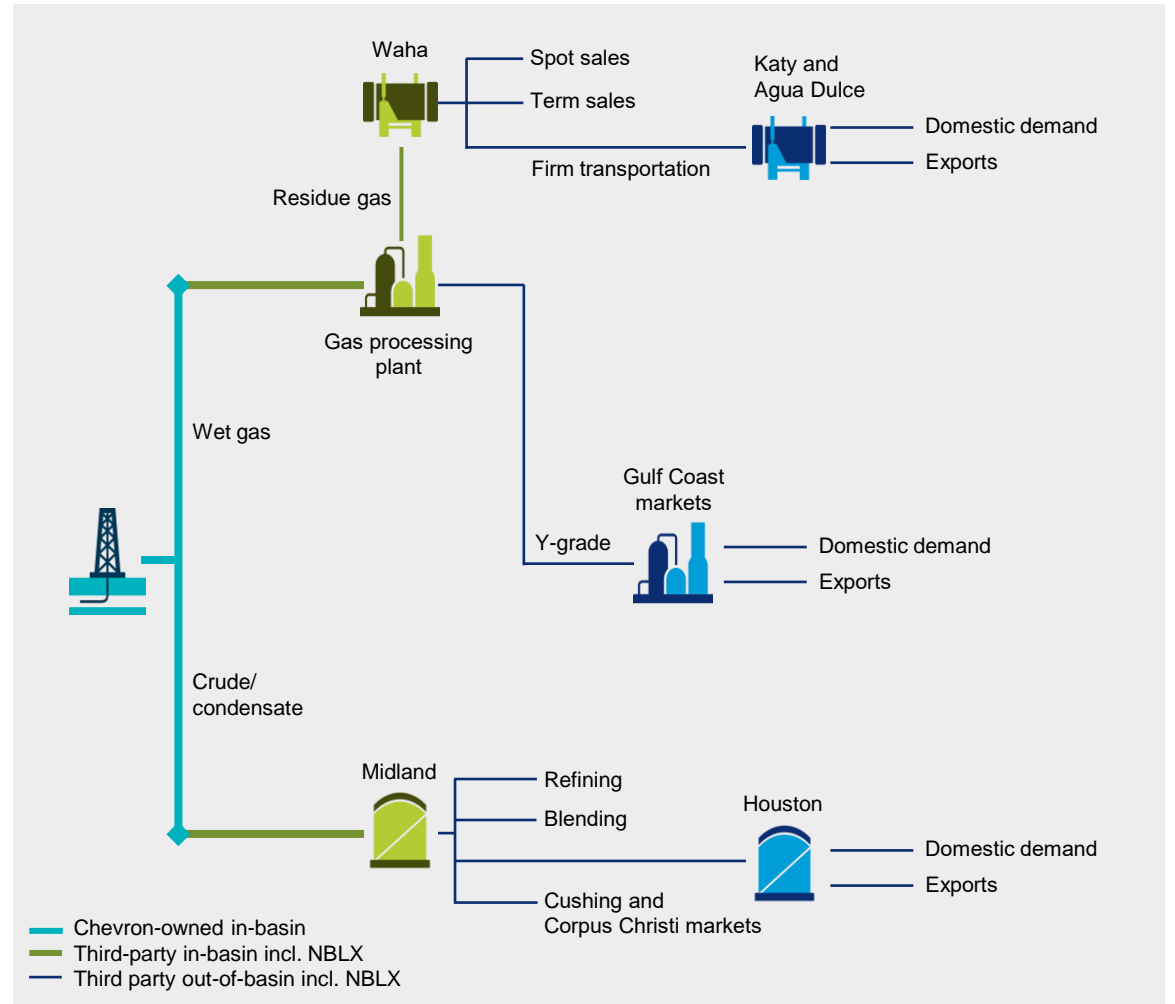 Waha
Spot sales
Term sales
Firm transportation
Katy and
Agua Dulce
Domestic demand
Exports
Residue gas
Gas processing
plant
Wet gas
Gulf Coast
markets
Y-grade
Domestic demand
Exports
Crude/
condensate
Midland
Refining
Blending
Houston
Domestic demand
Exports
Cushing and
Corpus Christi markets
Chevron-owned in-basin
Third-party in-basin incl. NBLX
Third party out-of-basin incl. NBLX